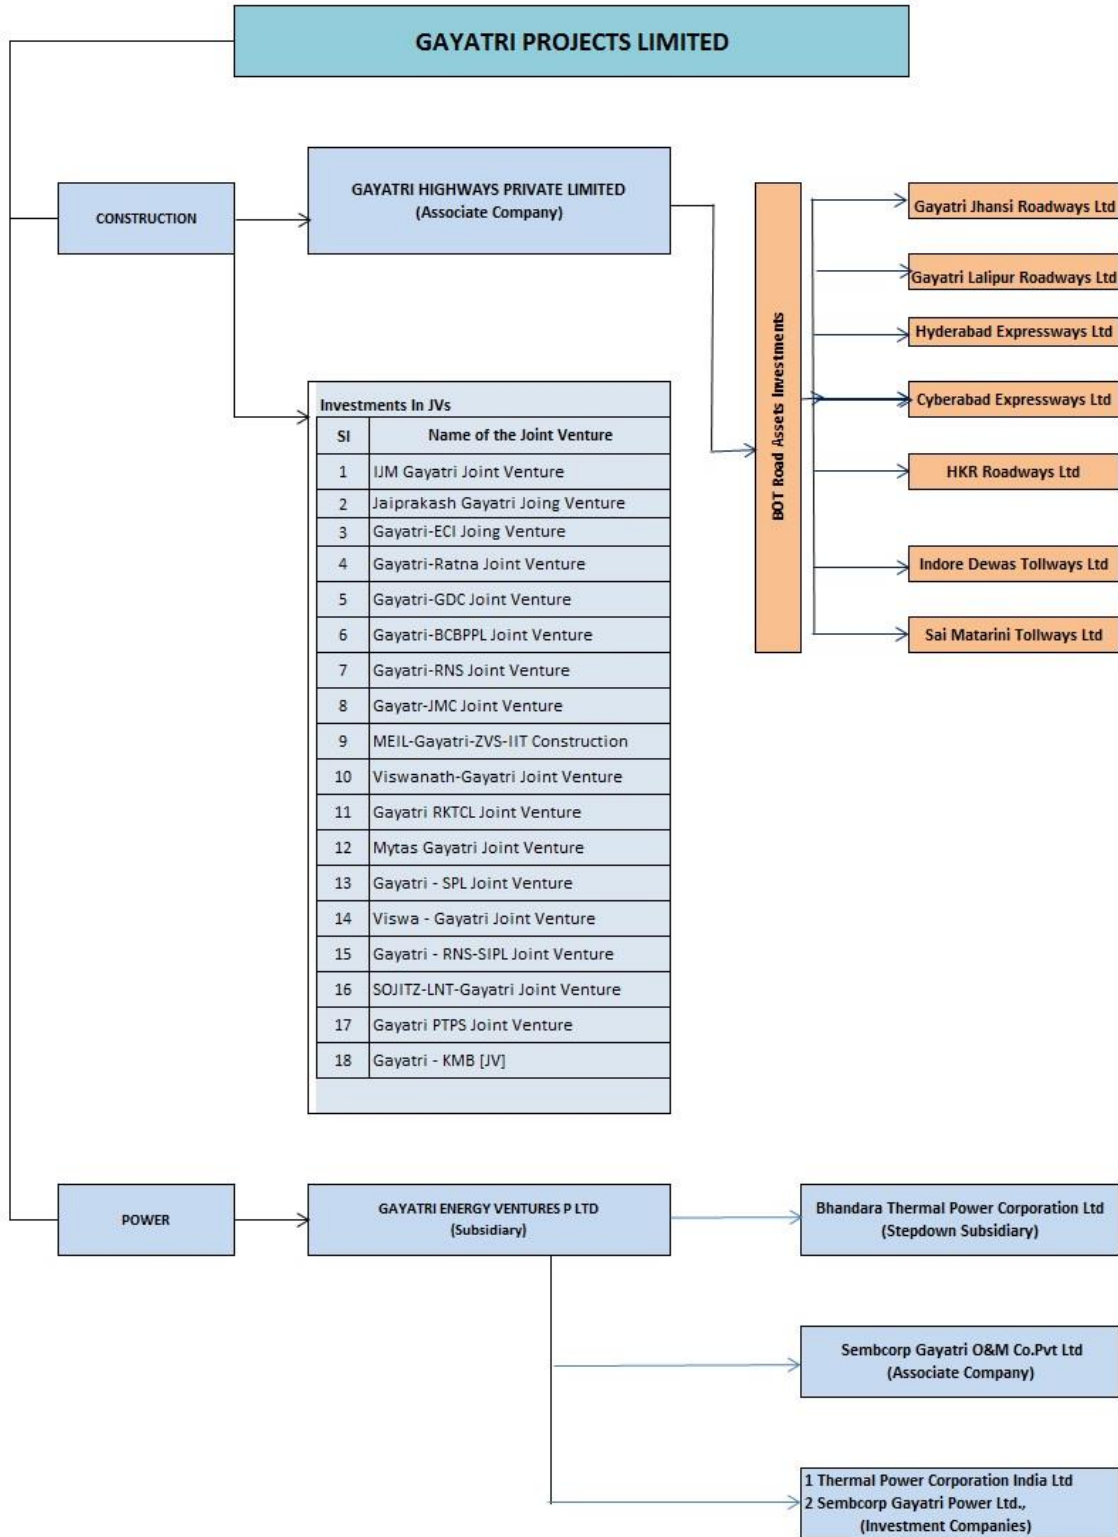 GAYATRI PROJECTS LIMITED
CONSTRUCTION
GAYATRI HIGHWAYS PRIVATE LIMITED
(Associate Company)
BOT Road Assets Investments
Gayatri Jhansi Roadways Ltd
Gayatri Lalipur Roadways Ltd
Hyderabad Expressways Ltd
Cyberabad Expressways Ltd
HKR Roadways Ltd
Indore Dewas Tollways Ltd
Sai Matarini Tollways Ltd
Investments In JVs
SI Name of the Joint Venture
1 IJM Gayatri Joint Venture
2 Jaiprakash Gayatri Joing Venture
3 Gayatri-ECI Joing Venture
4 Gayatri-Ratna Joint Venture
5 Gayatri-GDC Joint Venture
6 Gayatri-BCBPPL Joint Venture
7 Gayatri-RNS Joint Venture
8 Gayatr-JMC Joint Venture
9 MEIL-Gayatri-ZVS-IIT Construction
10 Viswanath-Gayatri Joint Venture
11 Gayatri RKTCL Joint Venture
12 Mytas Gayatri Joint Venture
13 Gayatri - SPL Joint Venture
14 Viswa - Gayatri Joint Venture
15 Gayatri - RNS-SIPL Joint Venture
16 SOJITZ-LNT-Gayatri Joint Venture
17 Gayatri PTPS Joint Venture
18 Gayatri - KMB [JV]
POWER
GAYATRI ENERGY VENTURES P LTD
(Subsidiary)
Bhandara Thermal Power Corporation Ltd
(Stepdown Subsidiary)
Sembcorp Gayatri O&M Co.Pvt Ltd
(Associate Company)
1 Thermal Power Corporation India Ltd
2 Sembcorp Gayatri Power Ltd.,
(Investment Companies)